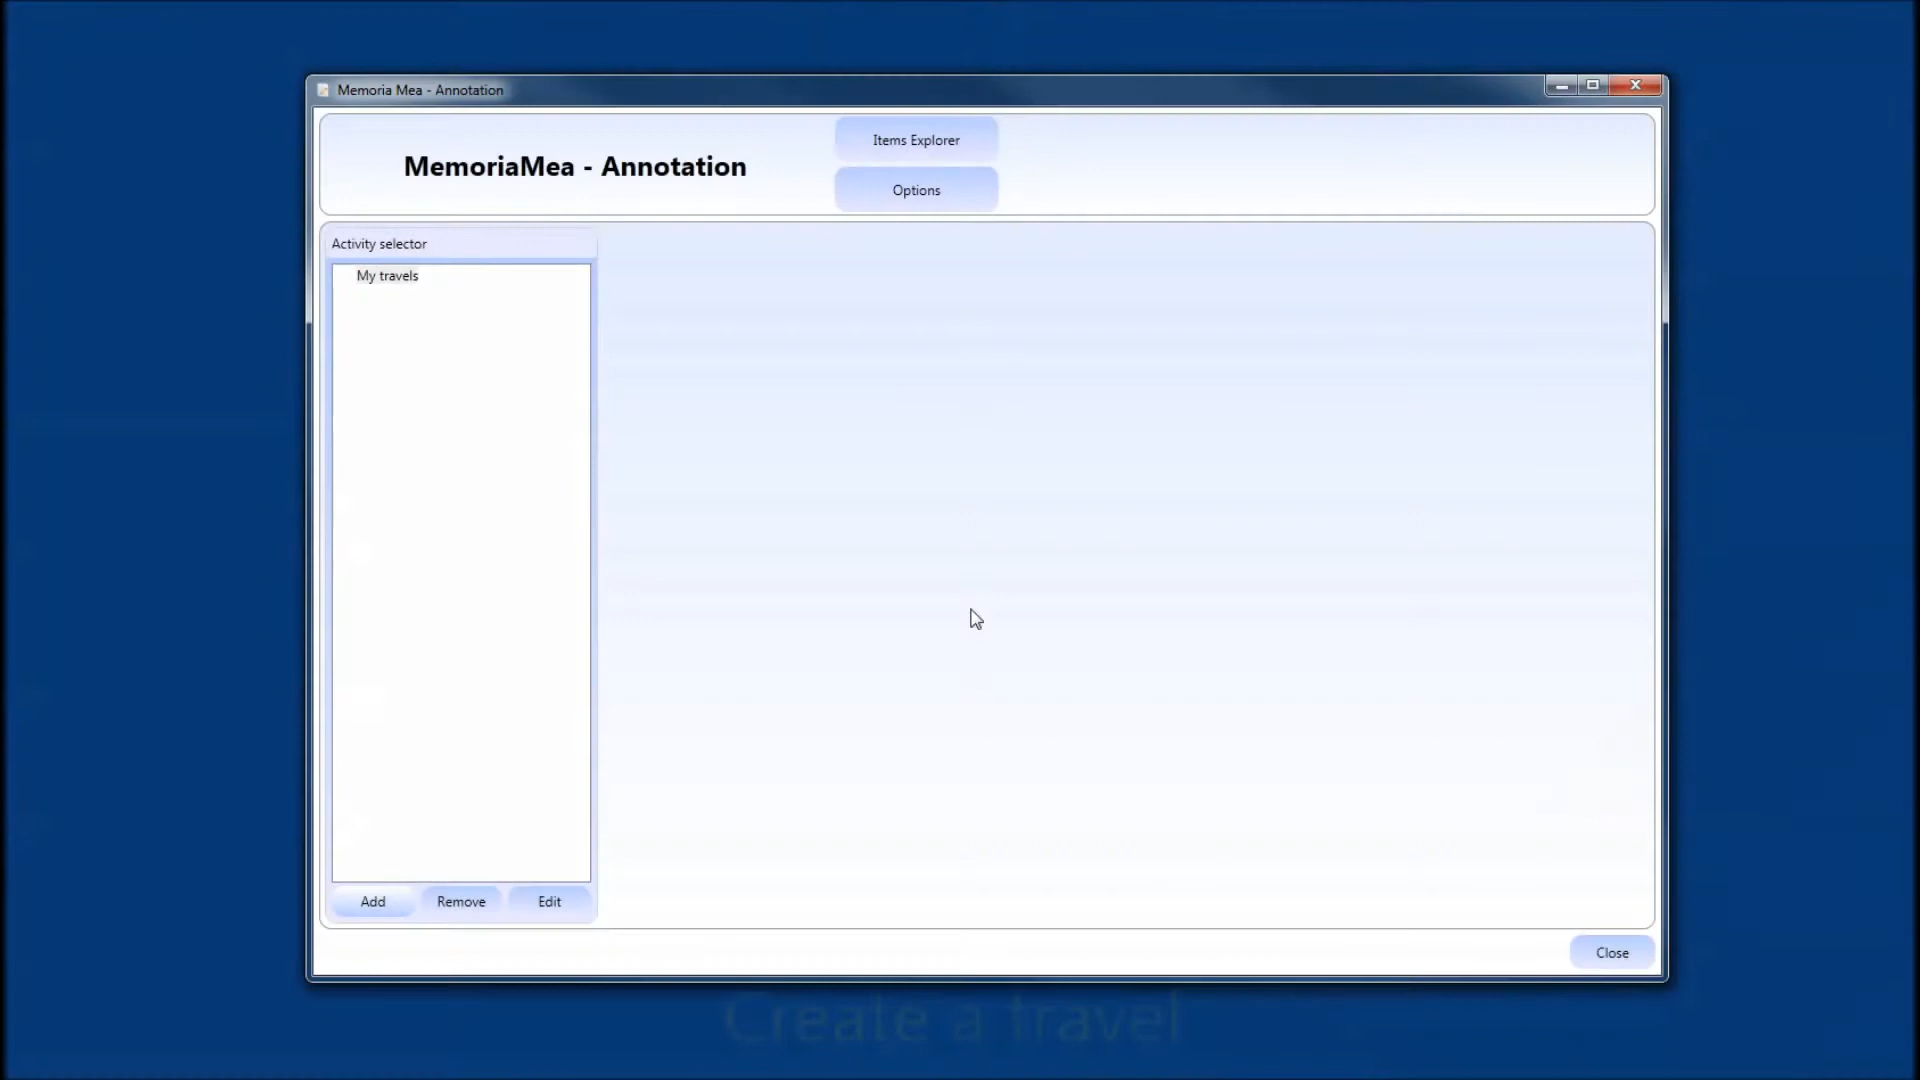 Memoria Mea - Annotation
MemoriaMea - Annotation
Items Explorer
Options
Activity selector
My travels
Add
Remove
Edit
Close
Create a travel